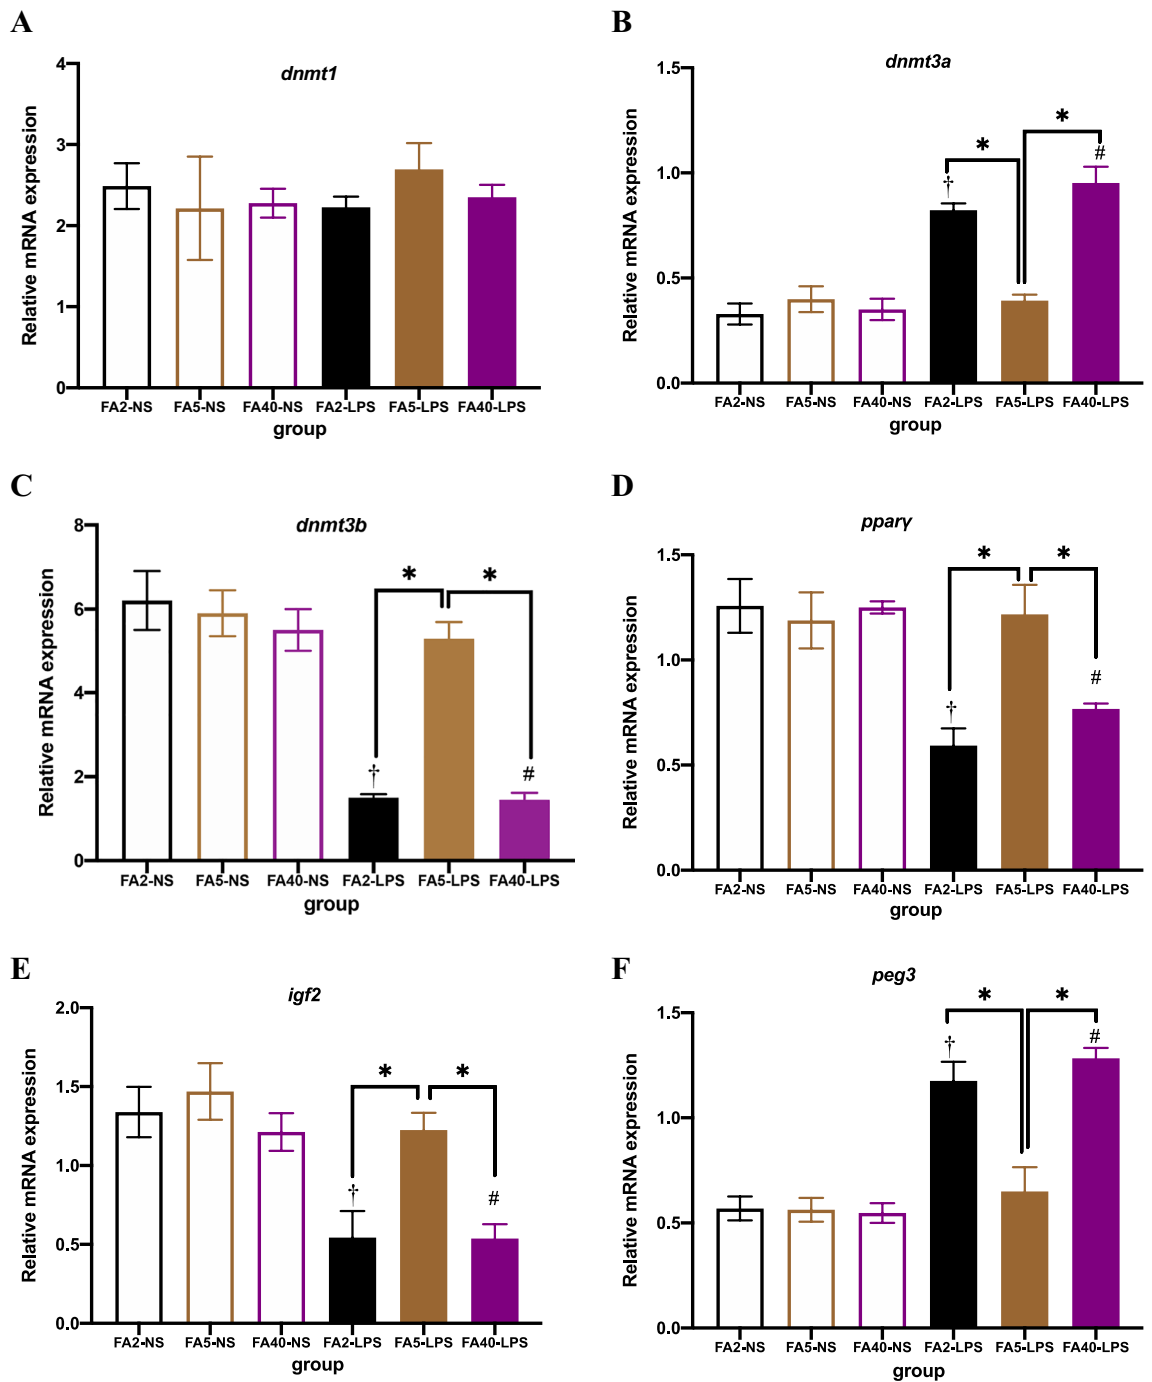 A
dnmt1
Relative mRNA expression
4
3
2
1
0
FA2-NS FA5-NS FA40-NS FA2-LPS FA5-LPS FA40-LPS
group
B
dnmt3a
Relative mRNA expression
1.5
1.0
0.5
0.0
* *
† #
FA2-NS FA5-NS FA40-NS FA2-LPS FA5-LPS FA40-LPS
group
C
dnmt3b
Relative mRNA expression
8
6
4
2
0
* *
† #
FA2-NS FA5-NS FA40-NS FA2-LPS FA5-LPS FA40-LPS
group
D
pparγ
Relative mRNA expression
1.5
1.0
0.5
0.0
* *
† #
FA2-NS FA5-NS FA40-NS FA2-LPS FA5-LPS FA40-LPS
group
E
igf2
Relative mRNA expression
2.0
1.5
1.0
0.5
0.0
* *
† #
FA2-NS FA5-NS FA40-NS FA2-LPS FA5-LPS FA40-LPS
group
F
peg3
Relative mRNA expression
1.5
1.0
0.5
0.0
* *
† #
FA2-NS FA5-NS FA40-NS FA2-LPS FA5-LPS FA40-LPS
group